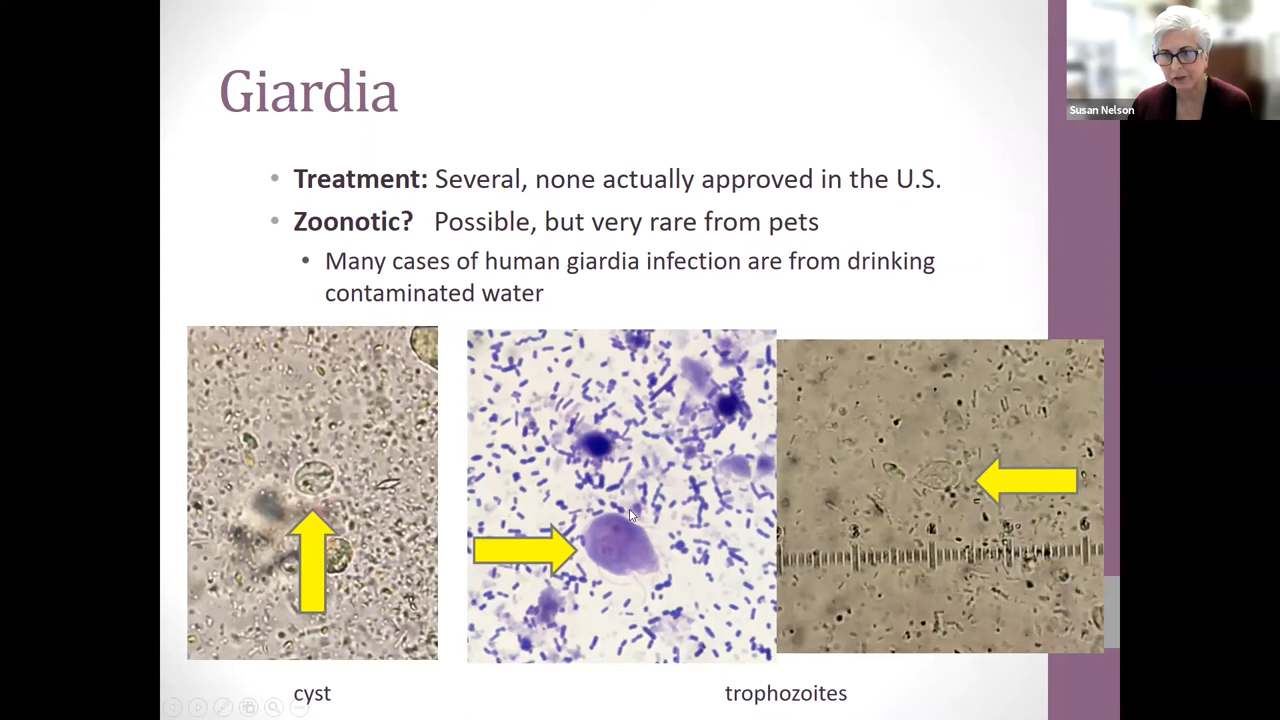 Giardia
Susan Nelson
Treatment: Several, none actually approved in the U.S.
Zoonotic? Possible, but very rare from pets
Many cases of human giardia infection are from drinking
contaminated water
cyst
trophozoites